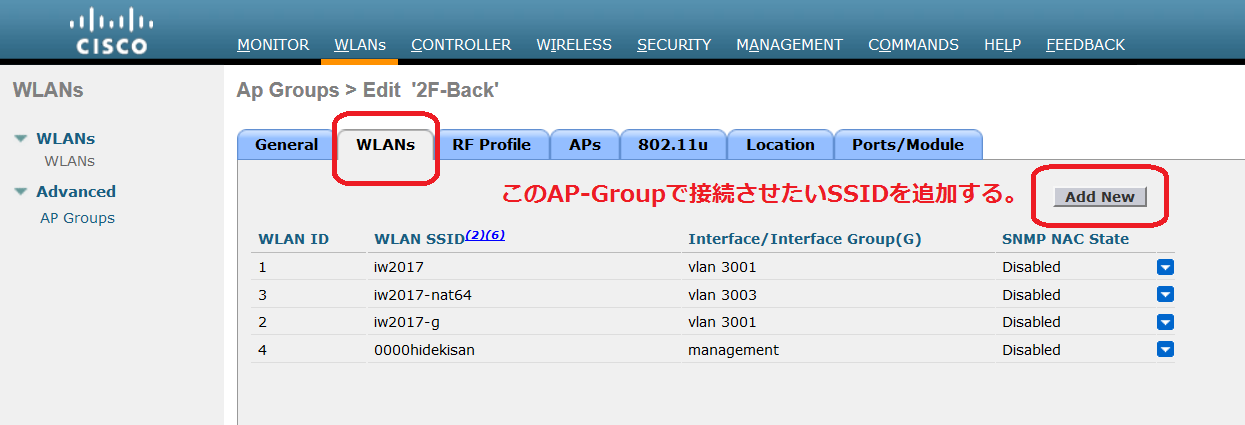 CISCO
MONITOR WLANs CONTROLLER WIRELESS SECURITY MANAGEMENT COMMANDS HELP FEEDBACK
WLANs
Ap Groups > Edit '2F-Back'
WLANs
WLANs
Advanced
AP Groups
General WLANs RF Profile APs 802.11u Location Ports/Module
このAP-Groupで接続させたいSSIDを追加する。 Add New
WLAN ID WLAN SSID(2)(6) Interface/Interface Group(G) SNMP NAC State
1 iw2017 vlan 3001 Disabled
3 iw2017-nat64 vlan 3003 Disabled
2 iw2017-g vlan 3001 Disabled
4 0000hidekisan management Disabled